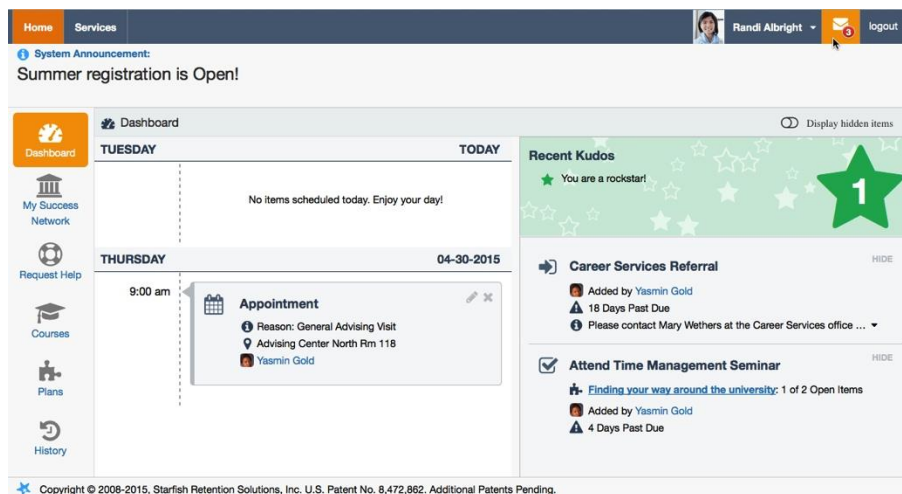 Home Services Randi Albright 3 logout
System Announcement:
Summer registration is Open!
Dashboard Display hidden items
Dashboard
My Success
Network
Request Help
Courses
Plans
History
TUESDAY TODAY
No items scheduled today. Enjoy your day!
THURSDAY 04-30-2015
9:00 am
Appointment
Reason: General Advising Visit
Advising Center North Rm 118
Yasmin Gold
Recent Kudos
You are a rockstar!
1
Career Services Referral HIDE
Added by Yasmin Gold
18 Days Past Due
Please contact Mary Wethers at the Career Services office ...
Attend Time Management Seminar HIDE
Finding your way around the university: 1 of 2 Open Items
Added by Yasmin Gold
4 Days Past Due
Copyright © 2008-2015, Starfish Retention Solutions, Inc. U.S. Patent No. 8,472,862. Additional Patents Pending.